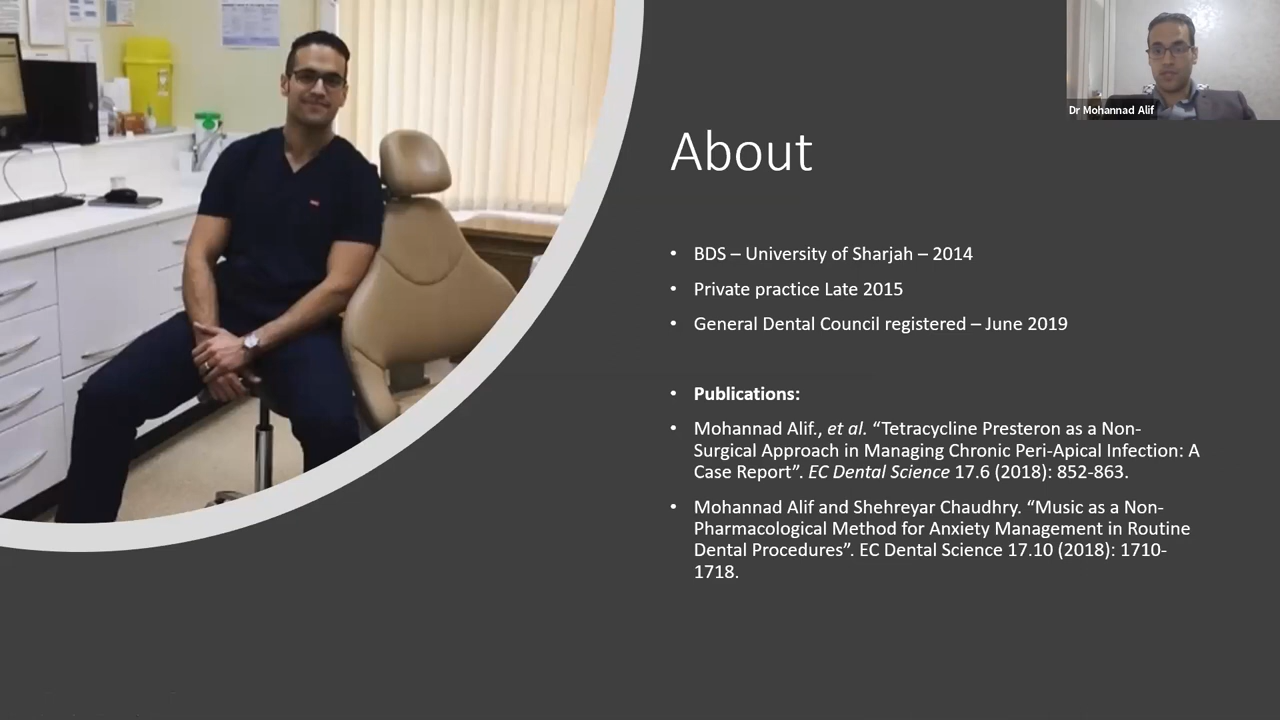 Dr Mohannad Alif
About
• BDS – University of Sharjah – 2014
• Private practice Late 2015
• General Dental Council registered – June 2019
• Publications:
• Mohannad Alif., et al. “Tetracycline Presteron as a Non-
Surgical Approach in Managing Chronic Peri-Apical Infection: A
Case Report”. EC Dental Science 17.6 (2018): 852-863.
• Mohannad Alif and Shehreyar Chaudhry. “Music as a Non-
Pharmacological Method for Anxiety Management in Routine
Dental Procedures”. EC Dental Science 17.10 (2018): 1710-
1718.